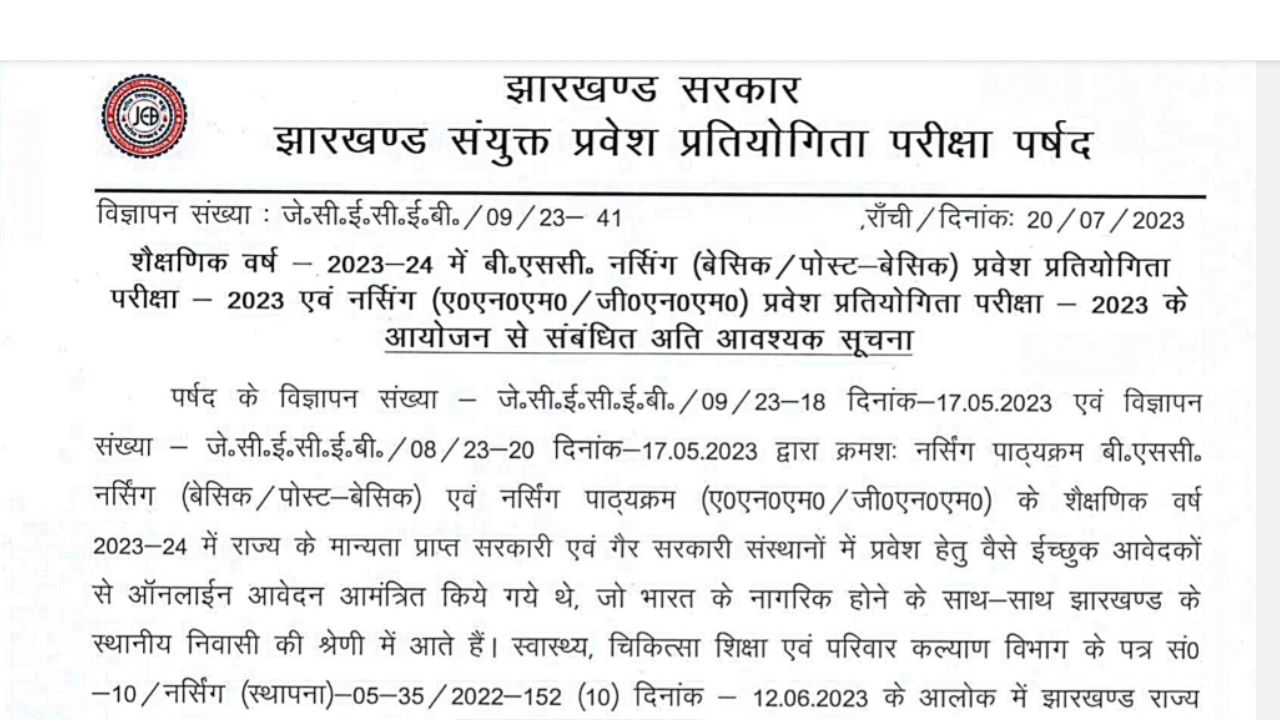 झारखण्ड सरकार
झारखण्ड संयुक्त प्रवेश प्रतियोगिता परीक्षा पर्षद
JCB
विज्ञापन संख्या : जे॰सी॰ई॰सी॰ई॰बी॰/09/23– 41 ,राँची/दिनांकः 20/07/2023
शैक्षणिक वर्ष – 2023–24 में बी॰एससी॰ नर्सिंग (बेसिक/पोस्ट–बेसिक) प्रवेश प्रतियोगिता
परीक्षा – 2023 एवं नर्सिंग (ए0एन0एम0/जी0एन0एम0) प्रवेश प्रतियोगिता परीक्षा – 2023 के
आयोजन से संबंधित अति आवश्यक सूचना
पर्षद के विज्ञापन संख्या – जे॰सी॰ई॰सी॰ई॰बी॰/09/23–18 दिनांक–17.05.2023 एवं विज्ञापन
संख्या – जे॰सी॰ई॰सी॰ई॰बी॰/08/23–20 दिनांक–17.05.2023 द्वारा क्रमशः नर्सिंग पाठ्यक्रम बी॰एससी॰
नर्सिंग (बेसिक/पोस्ट–बेसिक) एवं नर्सिंग पाठ्यक्रम (ए0एन0एम0/जी0एन0एम0) के शैक्षणिक वर्ष
2023–24 में राज्य के मान्यता प्राप्त सरकारी एवं गैर सरकारी संस्थानों में प्रवेश हेतु वैसे ईच्छुक आवेदकों
से ऑनलाईन आवेदन आमंत्रित किये गये थे, जो भारत के नागरिक होने के साथ–साथ झारखण्ड के
स्थानीय निवासी की श्रेणी में आते हैं। स्वास्थ्य, चिकित्सा शिक्षा एवं परिवार कल्याण विभाग के पत्र सं0
–10/नर्सिंग (स्थापना)–05–35/2022–152 (10) दिनांक – 12.06.2023 के आलोक में झारखण्ड राज्य